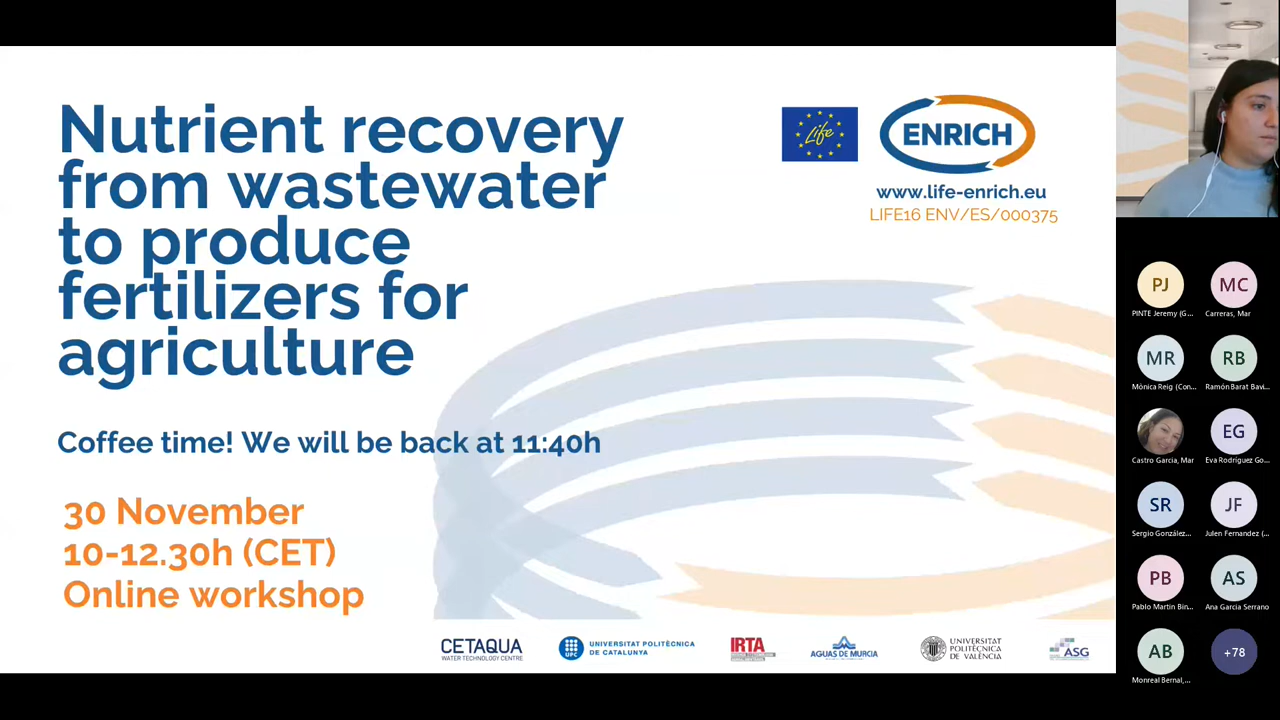 Nutrient recovery
from wastewater
to produce
fertilizers for
agriculture
Coffee time! We will be back at 11:40h
30 November
10-12.30h (CET)
Online workshop
Life
ENRICH
www.life-enrich.eu
LIFE16 ENV/ES/000375
CETAQUA
WATER TECHNOLOGY CENTRE
UPC
UNIVERSITAT POLITÈCNICA
DE CATALUNYA
IRTA
AGUAS DE MURCIA
UNIVERSITAT
POLITÈCNICA
DE VALÈNCIA
ASG
PJ
MC
PINTE Jeremy (G...
Carreras, Mar
MR
RB
Mònica Reig (Con...
Ramón Barat Bavi...
EG
Castro Garcia, Mar
Eva Rodríguez Go...
SR
JF
Sergio González...
Julen Fernandez (...
PB
AS
Pablo Martin Bin...
Ana Garcia Serrano
AB
+78
Monreal Bernal,...